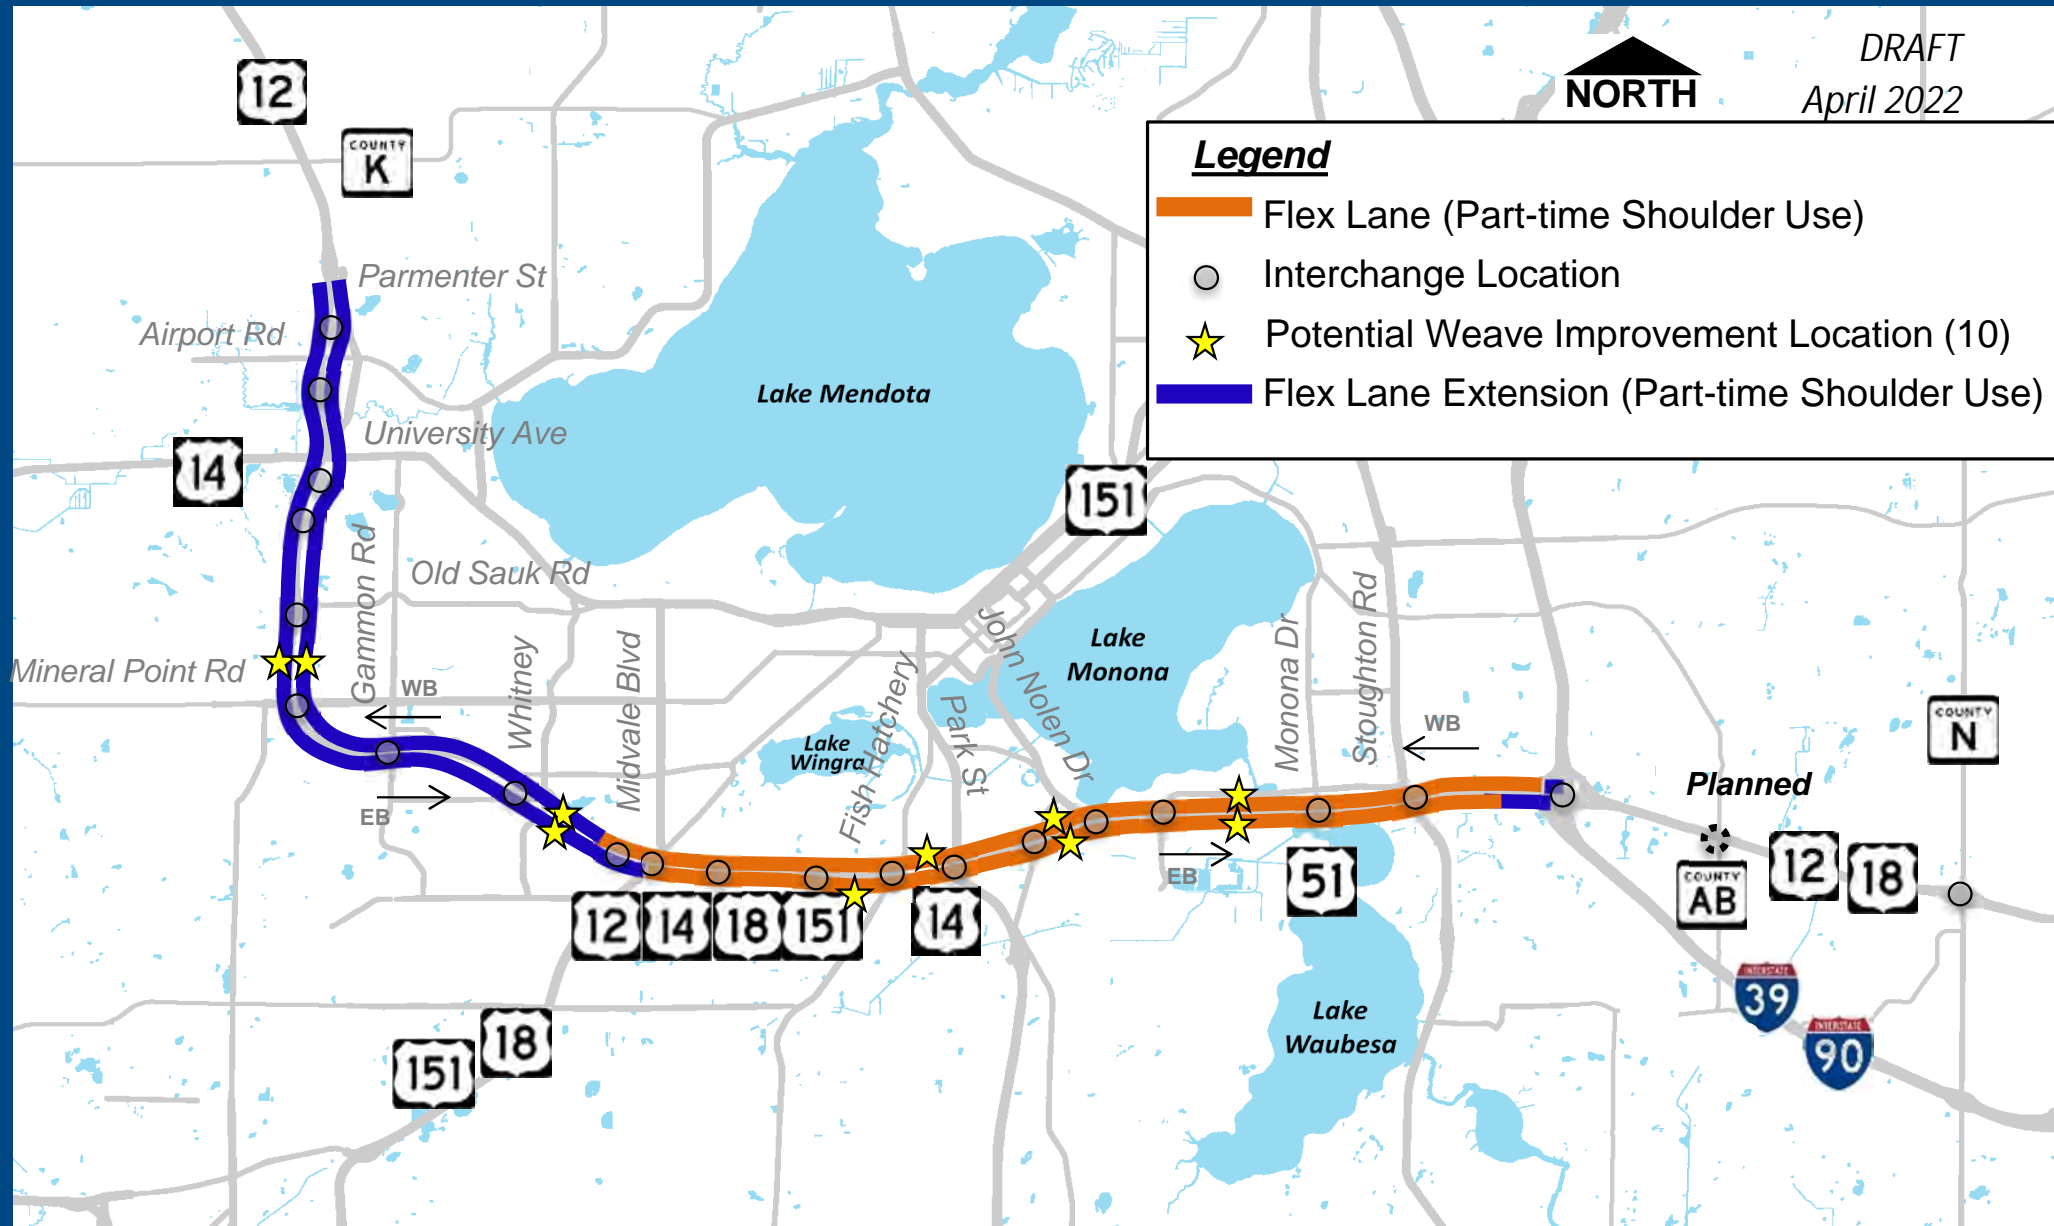 DRAFT
April 2022
NORTH
Legend
Flex Lane (Part-time Shoulder Use)
Interchange Location
Potential Weave Improvement Location (10)
Flex Lane Extension (Part-time Shoulder Use)
12
COUNTY
K
Parmenter St
Airport Rd
University Ave
14
Lake Mendota
151
Old Sauk Rd
Gammon Rd
Mineral Point Rd
WB
EB
Whitney
Midvale Blvd
Lake
Wingra
Fish Hatchery
Park St
John Nolen Dr
Lake
Monona
Monona Dr
Stoughton Rd
WB
EB
COUNTY
N
Planned
COUNTY
AB
12
18
51
12
14
18
151
14
Lake
Waubesa
INTERSTATE
39
INTERSTATE
90
18
151